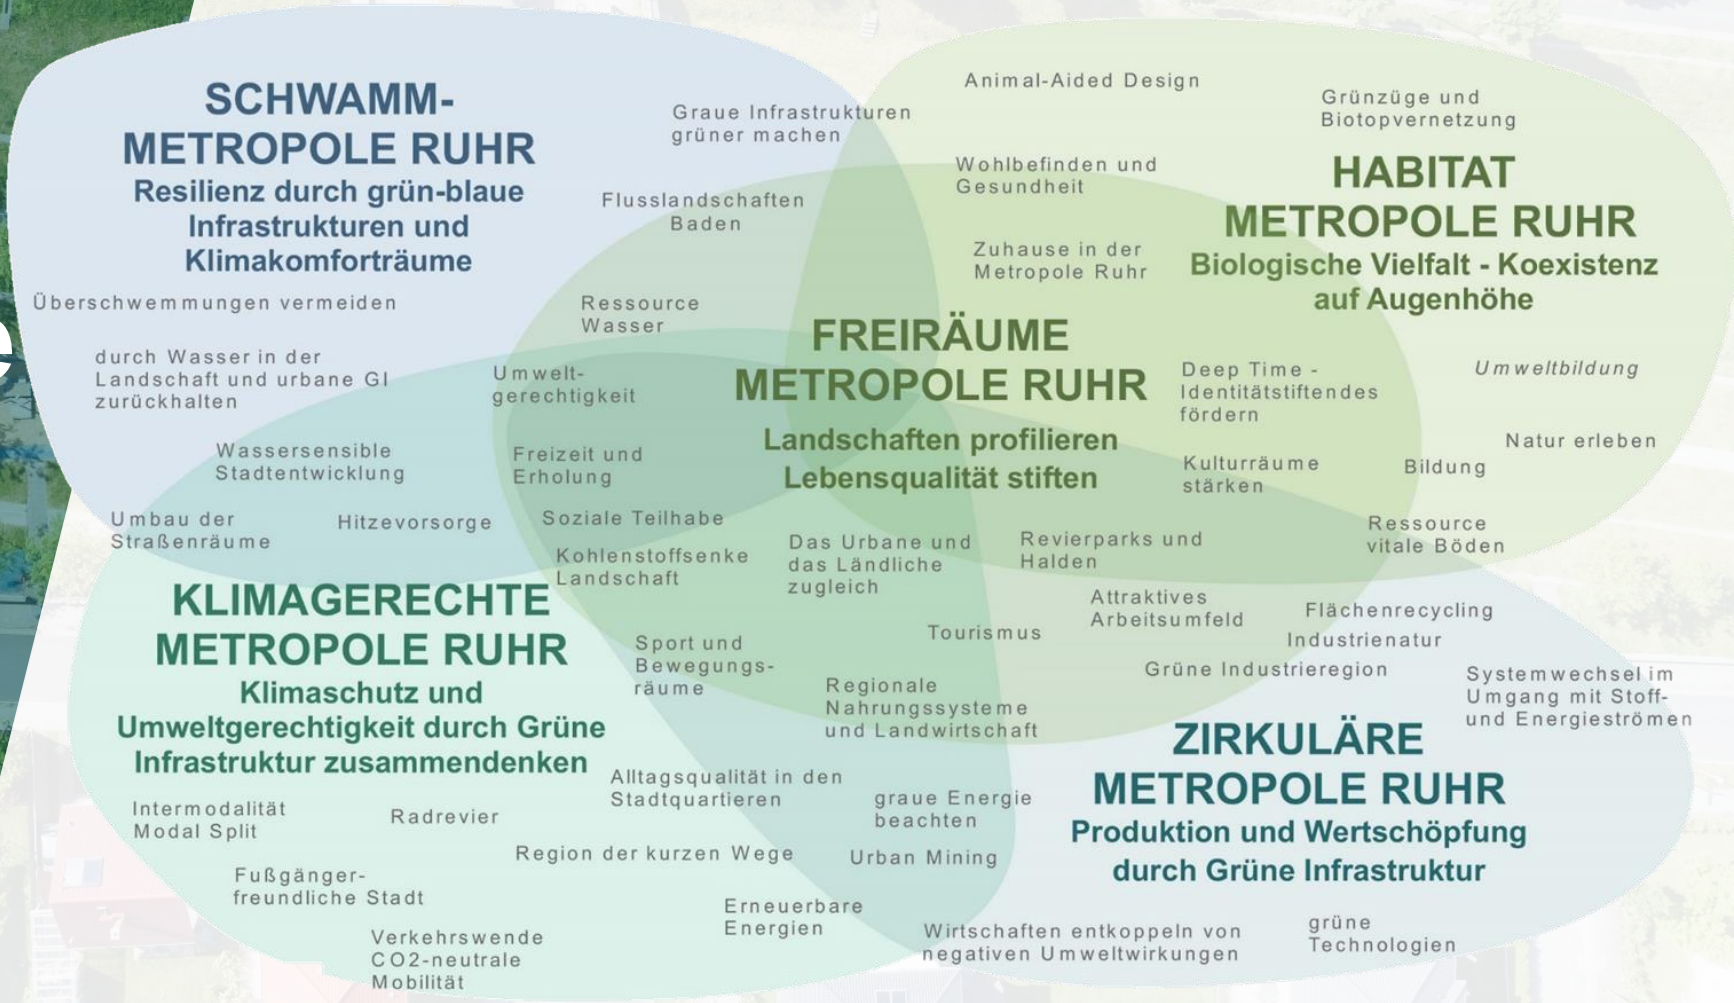 SCHWAMM-
METROPOLE RUHR
Resilienz durch grün-blaue
Infrastrukturen und
Klimakomforträume
Überschwemmungen vermeiden
durch Wasser in der
Landschaft und urbane GI
zurückhalten
Wassersensible
Stadtentwicklung
Umbau der
Straßenräume
Hitzevorsorge
Graue Infrastrukturen
grüner machen
Flusslandschaften
Baden
Ressource
Wasser
Umwelt-
gerechtigkeit
Freizeit und
Erholung
Soziale Teilhabe
Kohlenstoffsenke
Landschaft
Animal-Aided Design
Grünzüge und
Biotopvernetzung
Wohlbefinden und
Gesundheit
Zuhause in der
Metropole Ruhr
HABITAT
METROPOLE RUHR
Biologische Vielfalt - Koexistenz
auf Augenhöhe
FREIRÄUME
METROPOLE RUHR
Landschaften profilieren
Lebensqualität stiften
Deep Time -
Identitätstiftendes
fördern
Umweltbildung
Natur erleben
Kulturräume
stärken
Bildung
Ressource
vitale Böden
Das Urbane und
das Ländliche
zugleich
Revierparks und
Halden
Attraktives
Arbeitsumfeld
Flächenrecycling
Tourismus
Industrienatur
Grüne Industrieregion
Systemwechsel im
Umgang mit Stoff-
und Energieströmen
Sport und
Bewegungs-
räume
Regionale
Nahrungssysteme
und Landwirtschaft
KLIMAGERECHTE
METROPOLE RUHR
Klimaschutz und
Umweltgerechtigkeit durch Grüne
Infrastruktur zusammendenken
Intermodalität
Modal Split
Radrevier
Alltagsqualität in den
Stadtquartieren
Region der kurzen Wege
Fußgänger-
freundliche Stadt
Verkehrswende
CO2-neutrale
Mobilität
Erneuerbare
Energien
graue Energie
beachten
Urban Mining
ZIRKULÄRE
METROPOLE RUHR
Produktion und Wertschöpfung
durch Grüne Infrastruktur
Wirtschaften entkoppeln von
negativen Umweltwirkungen
grüne
Technologien